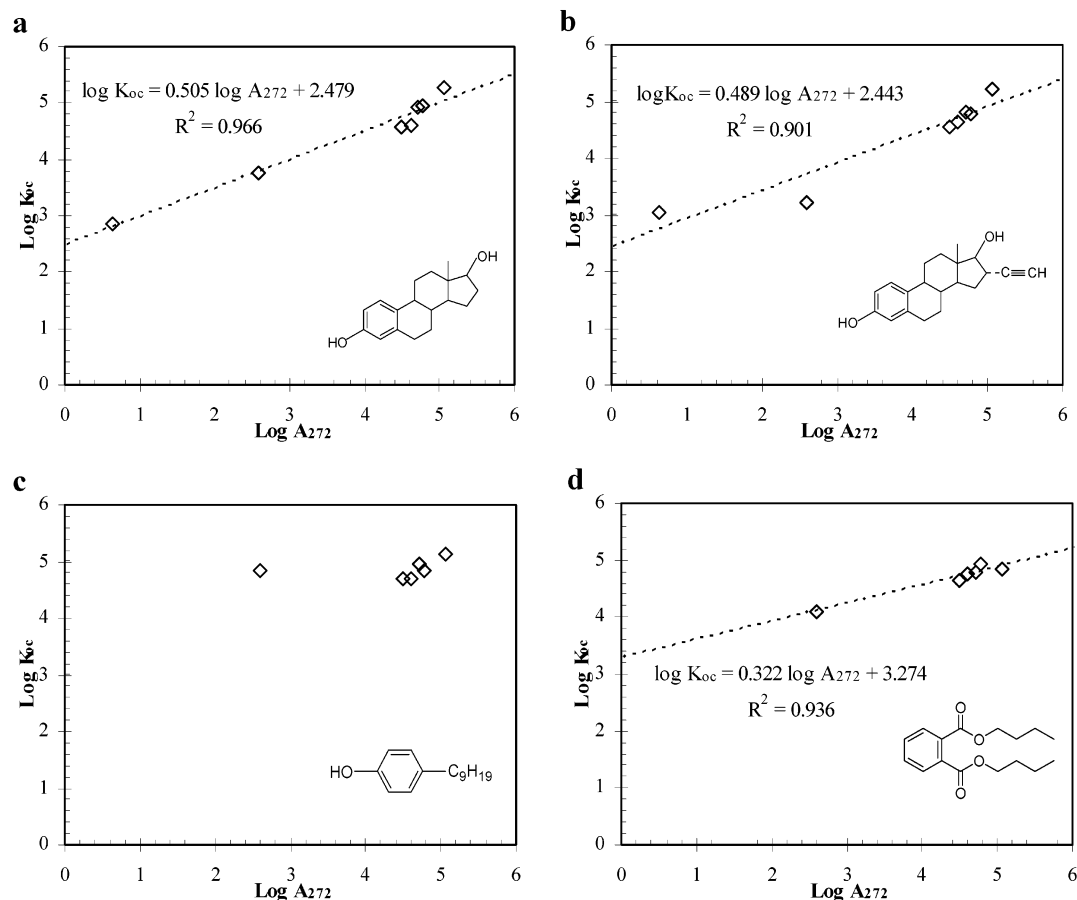 a
6
5
4
3
2
1
0
log Koc = 0.505 log A272 + 2.479
R2 = 0.966
Log Koc
OH
HO
0 1 2 3 4 5 6
Log A272
b
6
5
4
3
2
1
0
logKoc = 0.489 log A272 + 2.443
R2 = 0.901
Log Koc
OH
C≡CH
HO
0 1 2 3 4 5 6
Log A272
c
6
5
4
3
2
1
0
Log Koc
HO
C9H19
0 1 2 3 4 5 6
Log A272
d
6
5
4
3
2
1
0
Log Koc
log Koc = 0.322 log A272 + 3.274
R2 = 0.936
O
O
O
O
0 1 2 3 4 5 6
Log A272